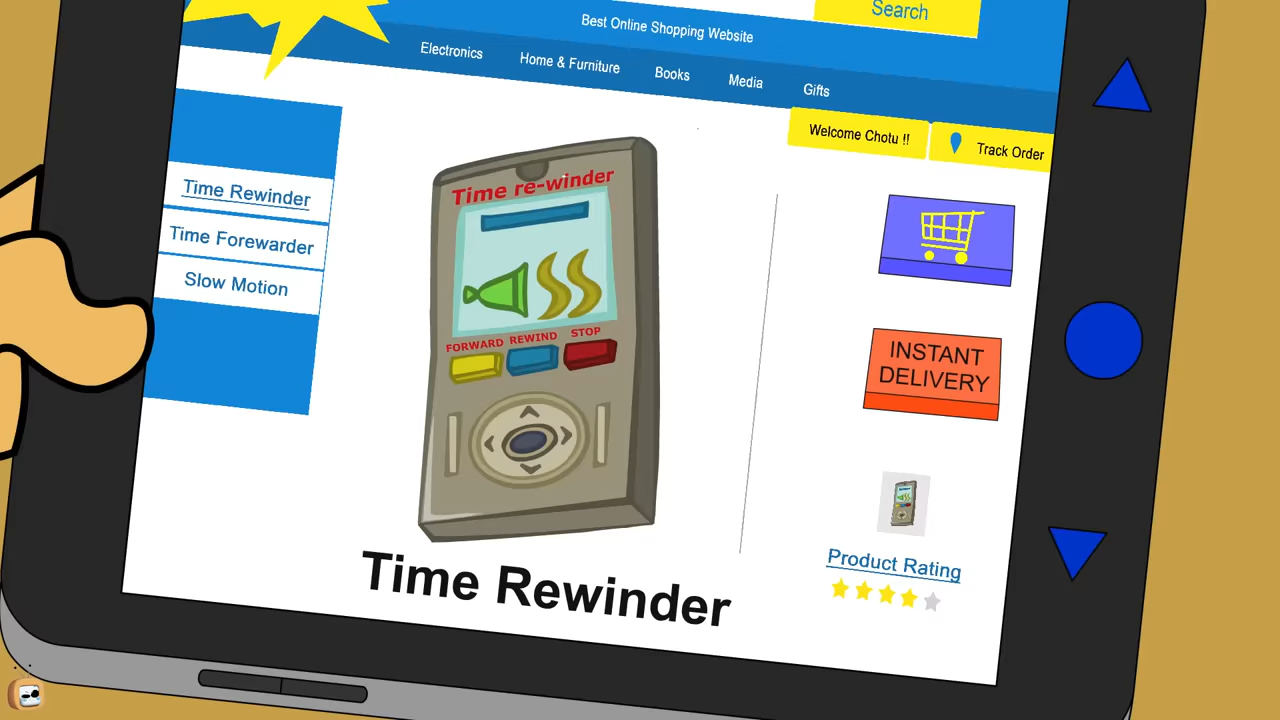 Search
Best Online Shopping Website
Electronics
Home & Furniture
Books
Media
Gifts
Welcome Chotu !!
Track Order
Time Rewinder
Time Forewarder
Slow Motion
Time re-winder
FORWARD
REWIND
STOP
INSTANT
DELIVERY
Product Rating
Time Rewinder